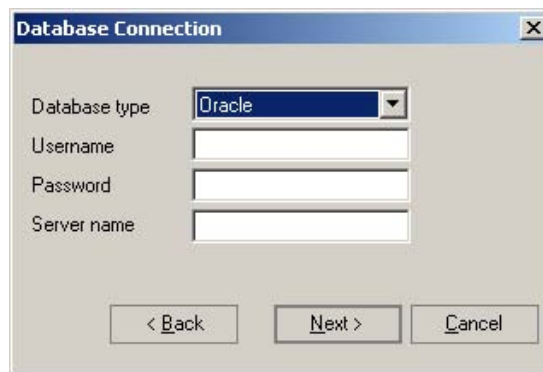 Database Connection
Database type Oracle
Username
Password
Server name
< Back Next > Cancel